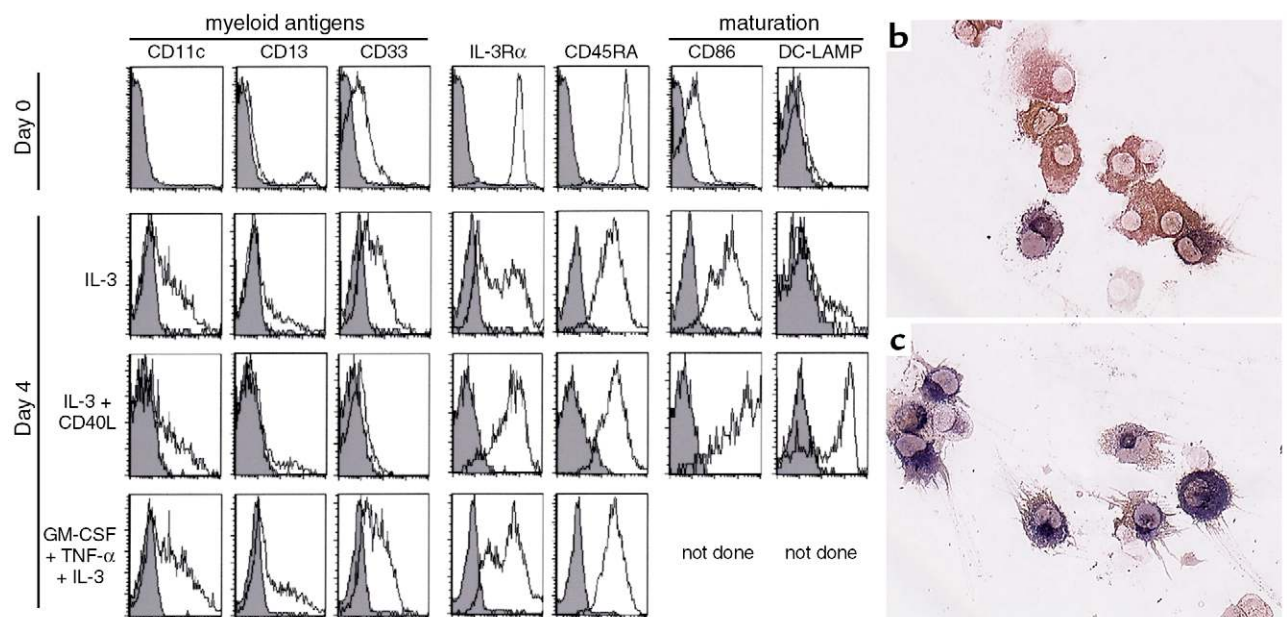 myeloid antigens
maturation
CD11c CD13 CD33 IL-3Rα CD45RA CD86 DC-LAMP
Day 0
Day 4
IL-3
IL-3 +
CD40L
GM-CSF
+ TNF-α
+ IL-3
not done
not done
b
c